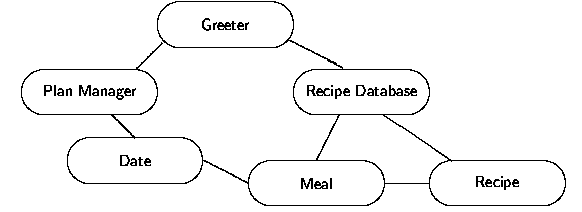 Greeter
Plan Manager
Recipe Database
Date
Meal
Recipe